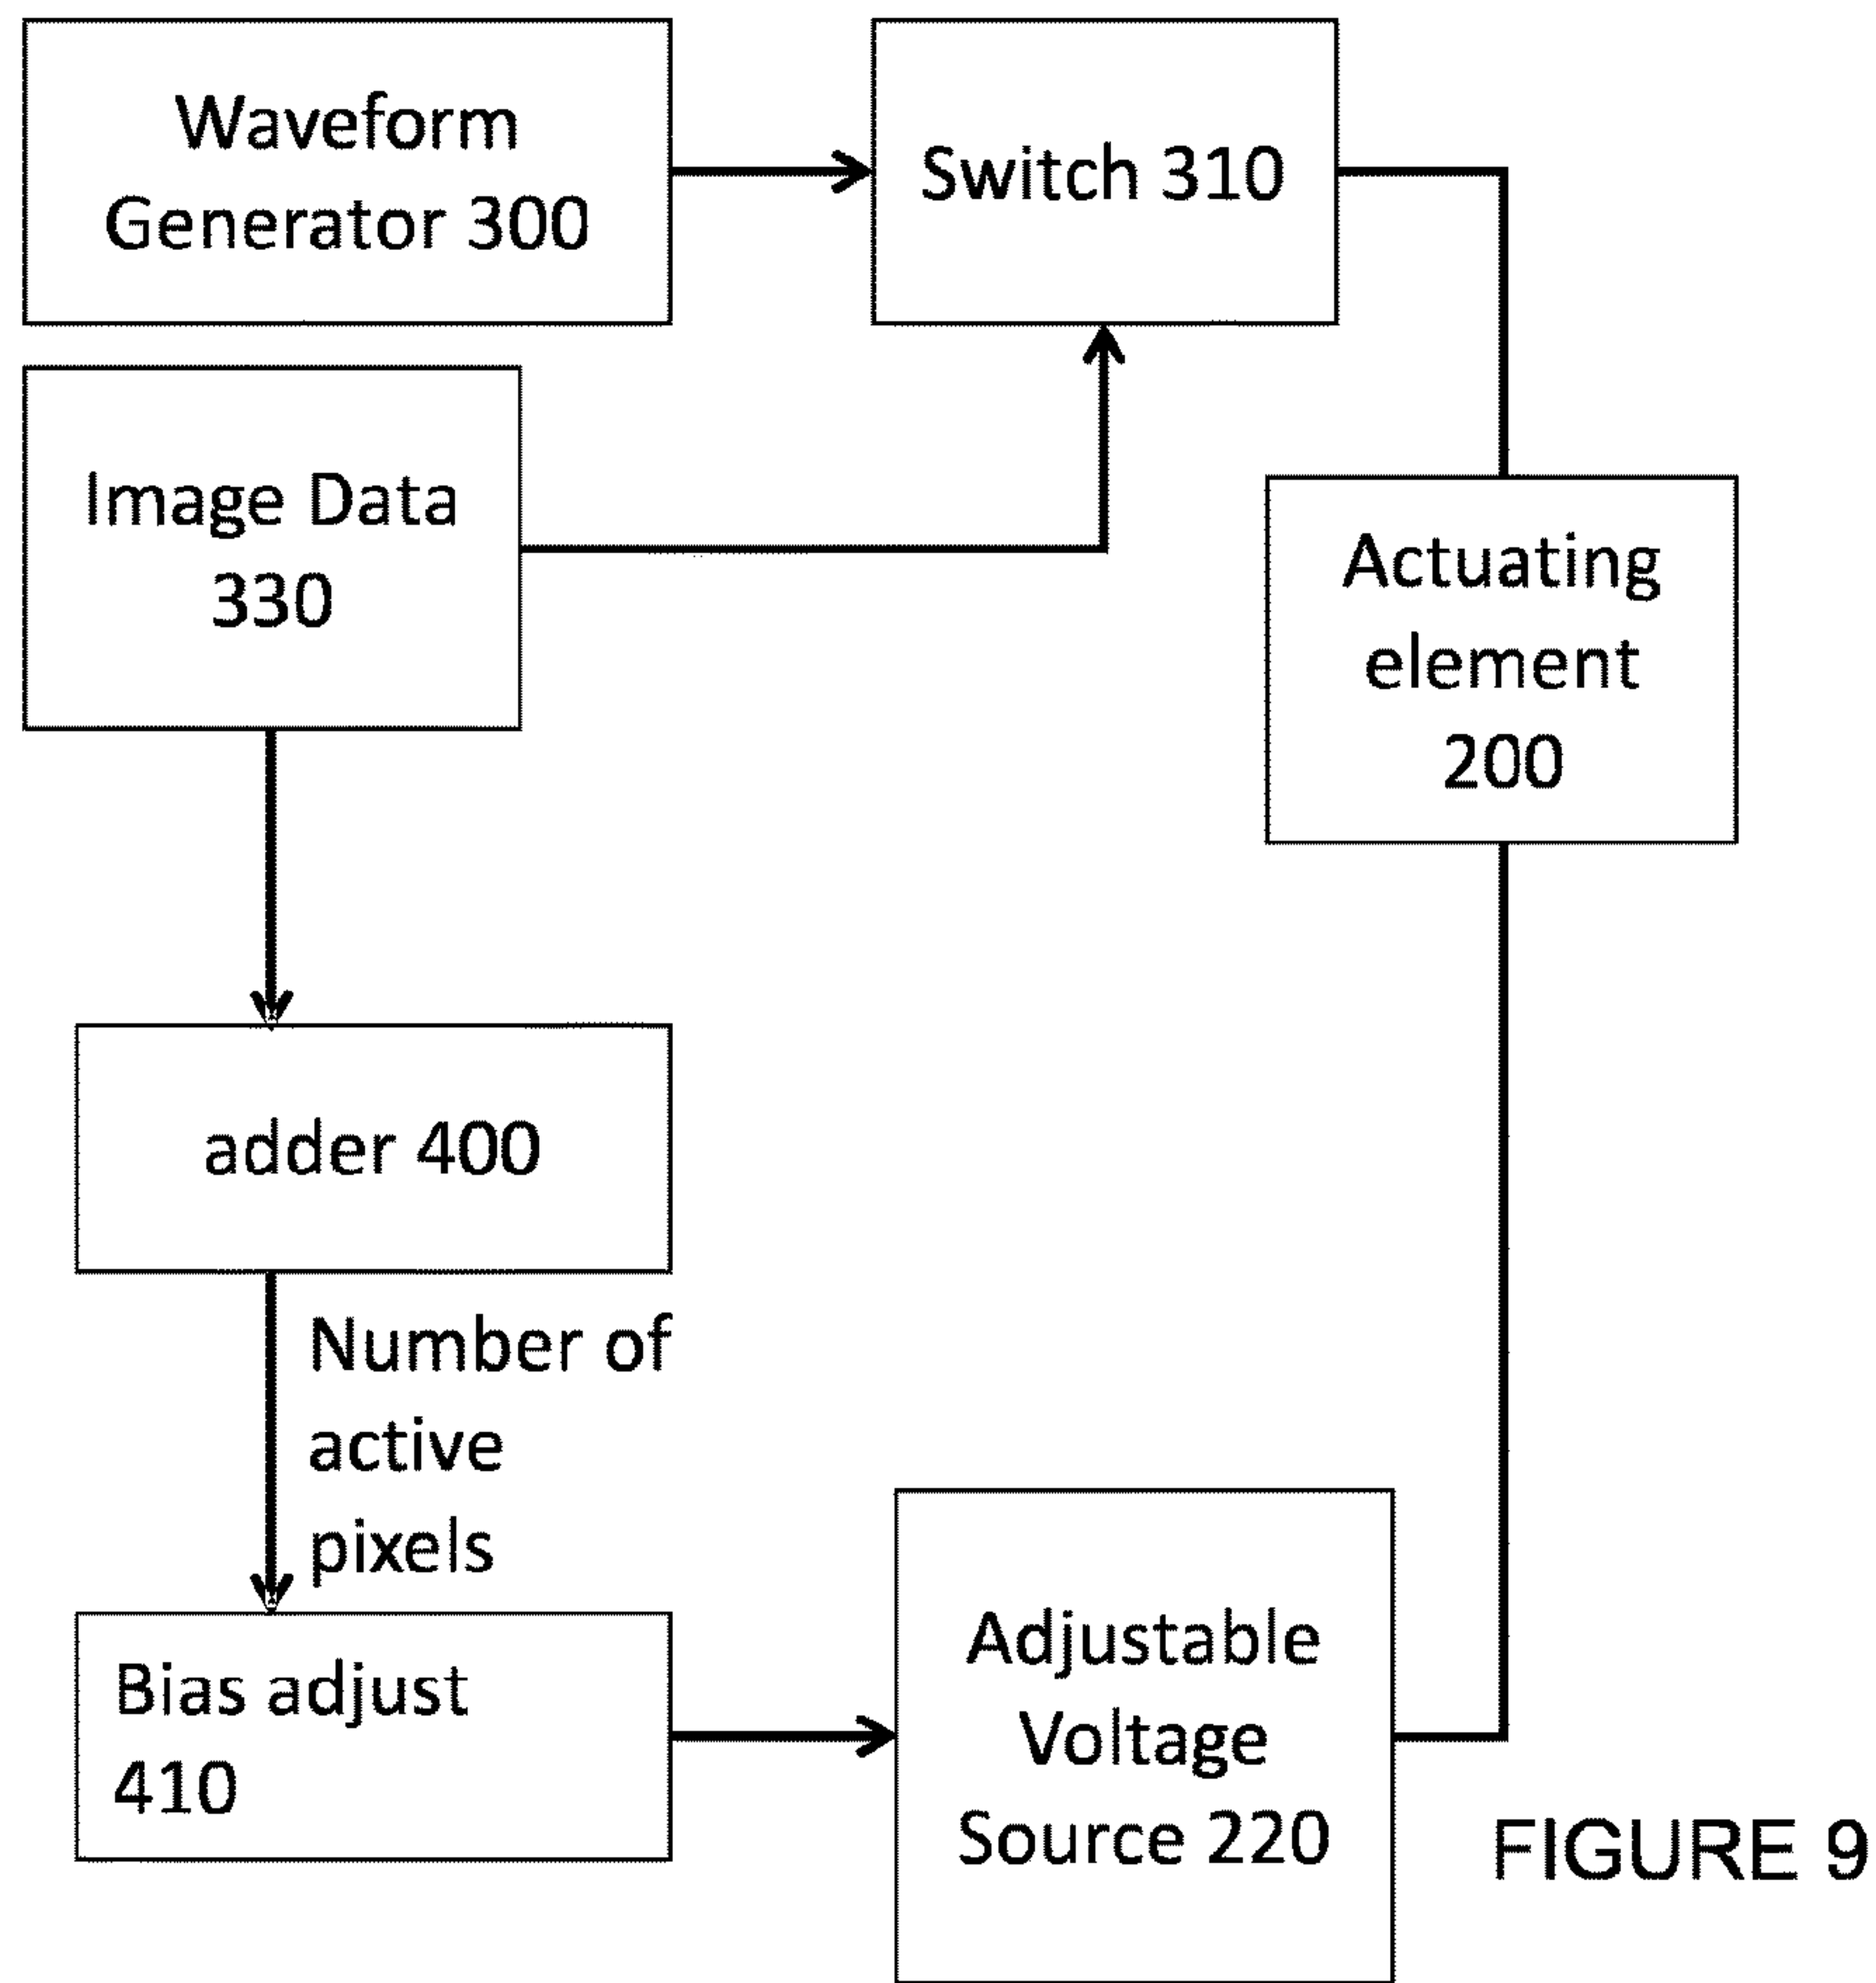 Waveform
Generator 300
Switch 310
Image Data
330
Actuating
element
200
adder 400
Number of
active
pixels
Bias adjust
410
Adjustable
Voltage
Source 220
FIGURE 9